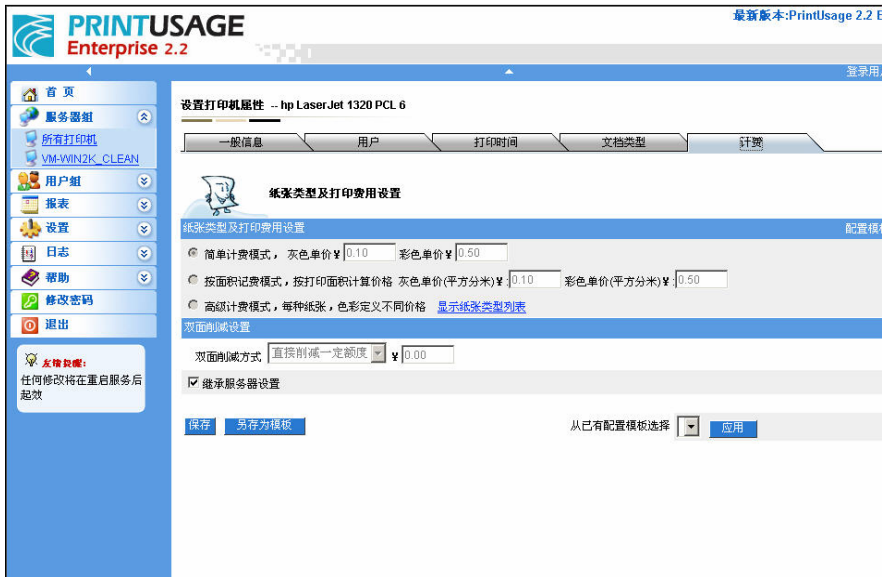 PRINTUSAGE
Enterprise 2.2
最新版本:PrintUsage 2.2 E
登录用户
首 页
服务器组
所有打印机
VM-WIN2K_CLEAN
用户组
报表
设置
日志
帮助
修改密码
退出
友情提醒:
任何修改将在重启服务后
起效
设置打印机属性 -- hp LaserJet 1320 PCL 6
一般信息 用户 打印时间 文档类型 计费
纸张类型及打印费用设置
纸张类型及打印费用设置 配置模板
简单计费模式，灰色单价￥ 0.10 彩色单价￥ 0.50
按面积记费模式，按打印面积计算价格 灰色单价(平方分米)￥: 0.10 彩色单价(平方分米)￥: 0.50
高级计费模式，每种纸张，色彩定义不同价格 显示纸张类型列表
双面削减设置
双面削减方式 直接削减一定额度 ￥ 0.00
继承服务器设置
保存 另存为模板 从已有配置模板选择 应用